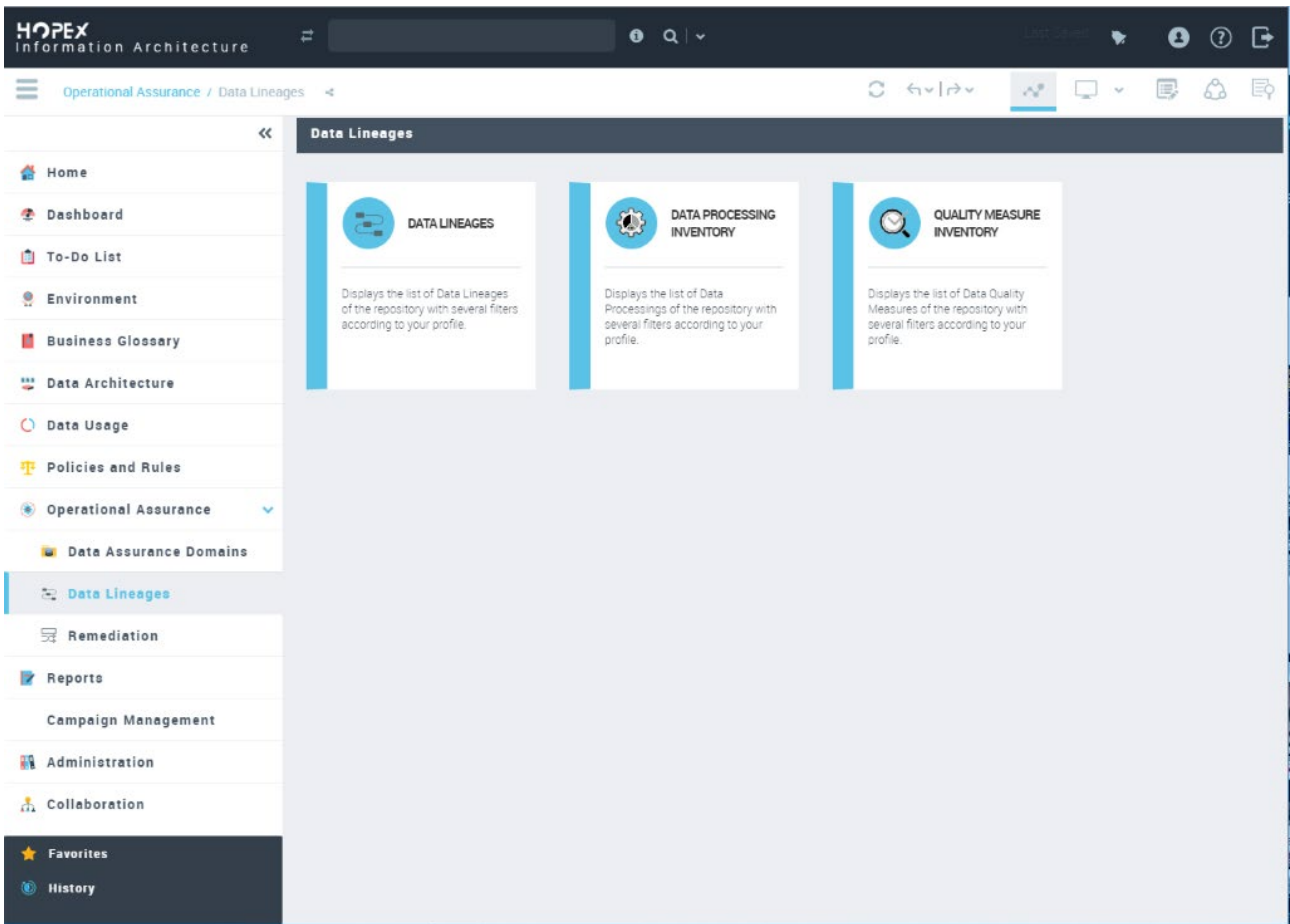 HOPEX
Information Architecture
Last Saved
Operational Assurance / Data Lineages
Data Lineages
Home
Dashboard
To-Do List
Environment
Business Glossary
Data Architecture
Data Usage
Policies and Rules
Operational Assurance
Data Assurance Domains
Data Lineages
Remediation
Reports
Campaign Management
Administration
Collaboration
Favorites
History
DATA LINEAGES
Displays the list of Data Lineages
of the repository with several filters
according to your profile.
DATA PROCESSING
INVENTORY
Displays the list of Data
Processings of the repository with
several filters according to your
profile.
QUALITY MEASURE
INVENTORY
Displays the list of Data Quality
Measures of the repository with
several filters according to your
profile.